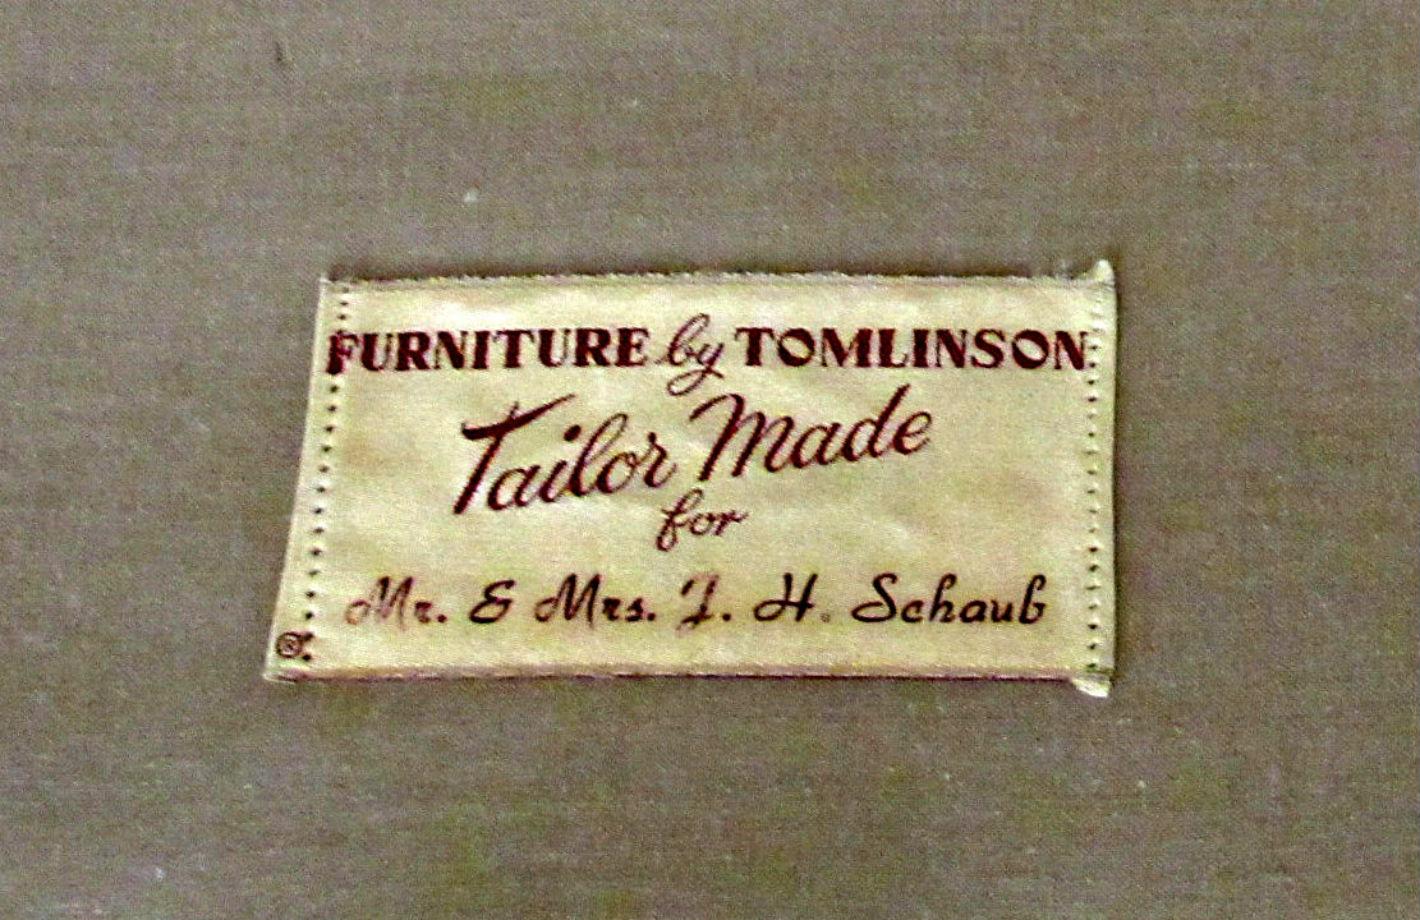 FURNITURE by TOMLINSON
Tailor Made
for
Mr. & Mrs. J. H. Schaub
®